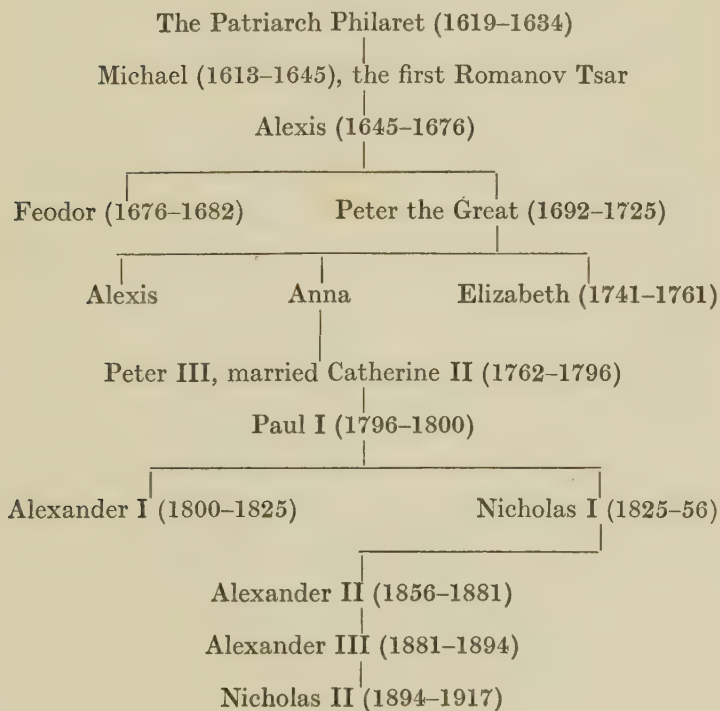 The Patriarch Philaret (1619–1634)
Michael (1613–1645), the first Romanov Tsar
Alexis (1645–1676)
Feodor (1676–1682) Peter the Great (1692–1725)
Alexis Anna Elizabeth (1741–1761)
Peter III, married Catherine II (1762–1796)
Paul I (1796–1800)
Alexander I (1800–1825) Nicholas I (1825–56)
Alexander II (1856–1881)
Alexander III (1881–1894)
Nicholas II (1894–1917)